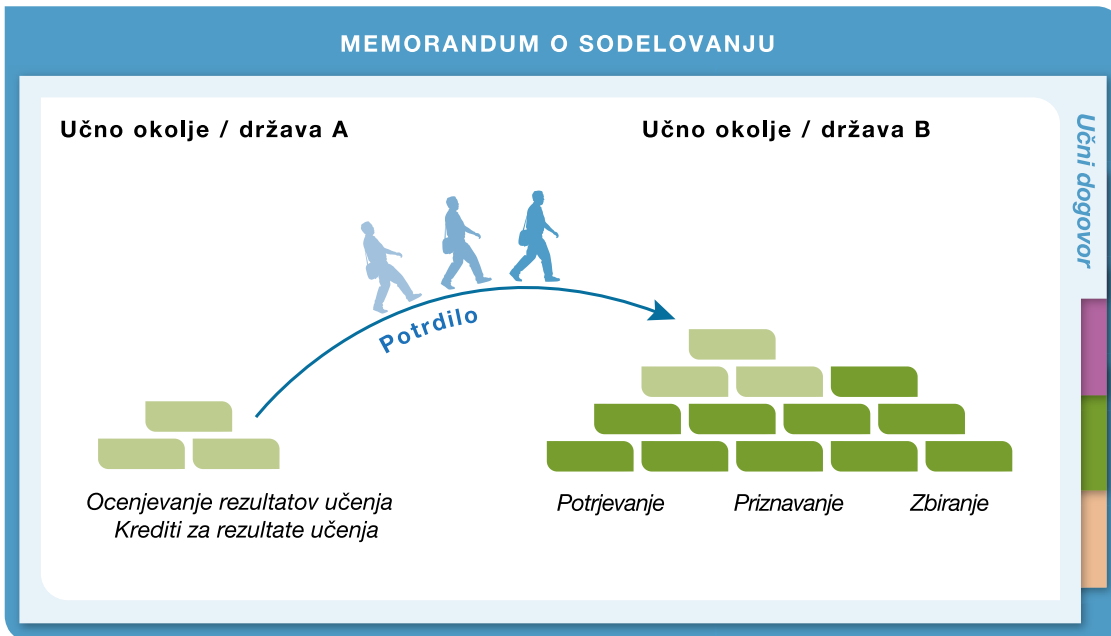 MEMORANDUM O SODELOVANJU
Učno okolje / država A
Učno okolje / država B
Učni dogovor
Potrdilo
Ocenjevanje rezultatov učenja
Krediti za rezultate učenja
Potrjevanje
Priznavanje
Zbiranje